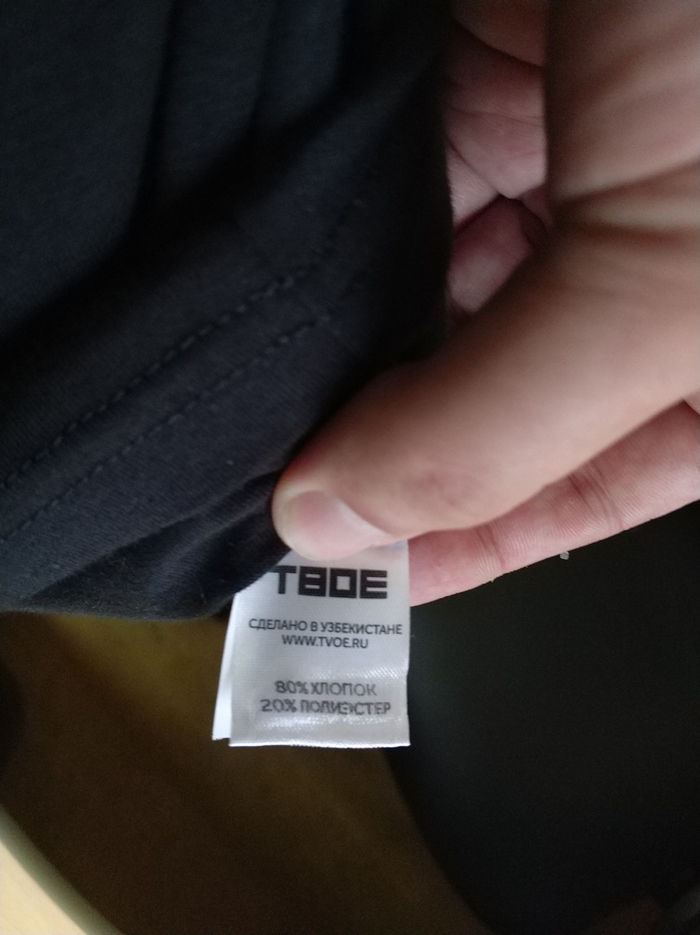 ТВОЕ
СДЕЛАНО В УЗБЕКИСТАНЕ
WWW.TVOE.RU
80% ХЛОПОК
20% ПОЛИЭСТЕР